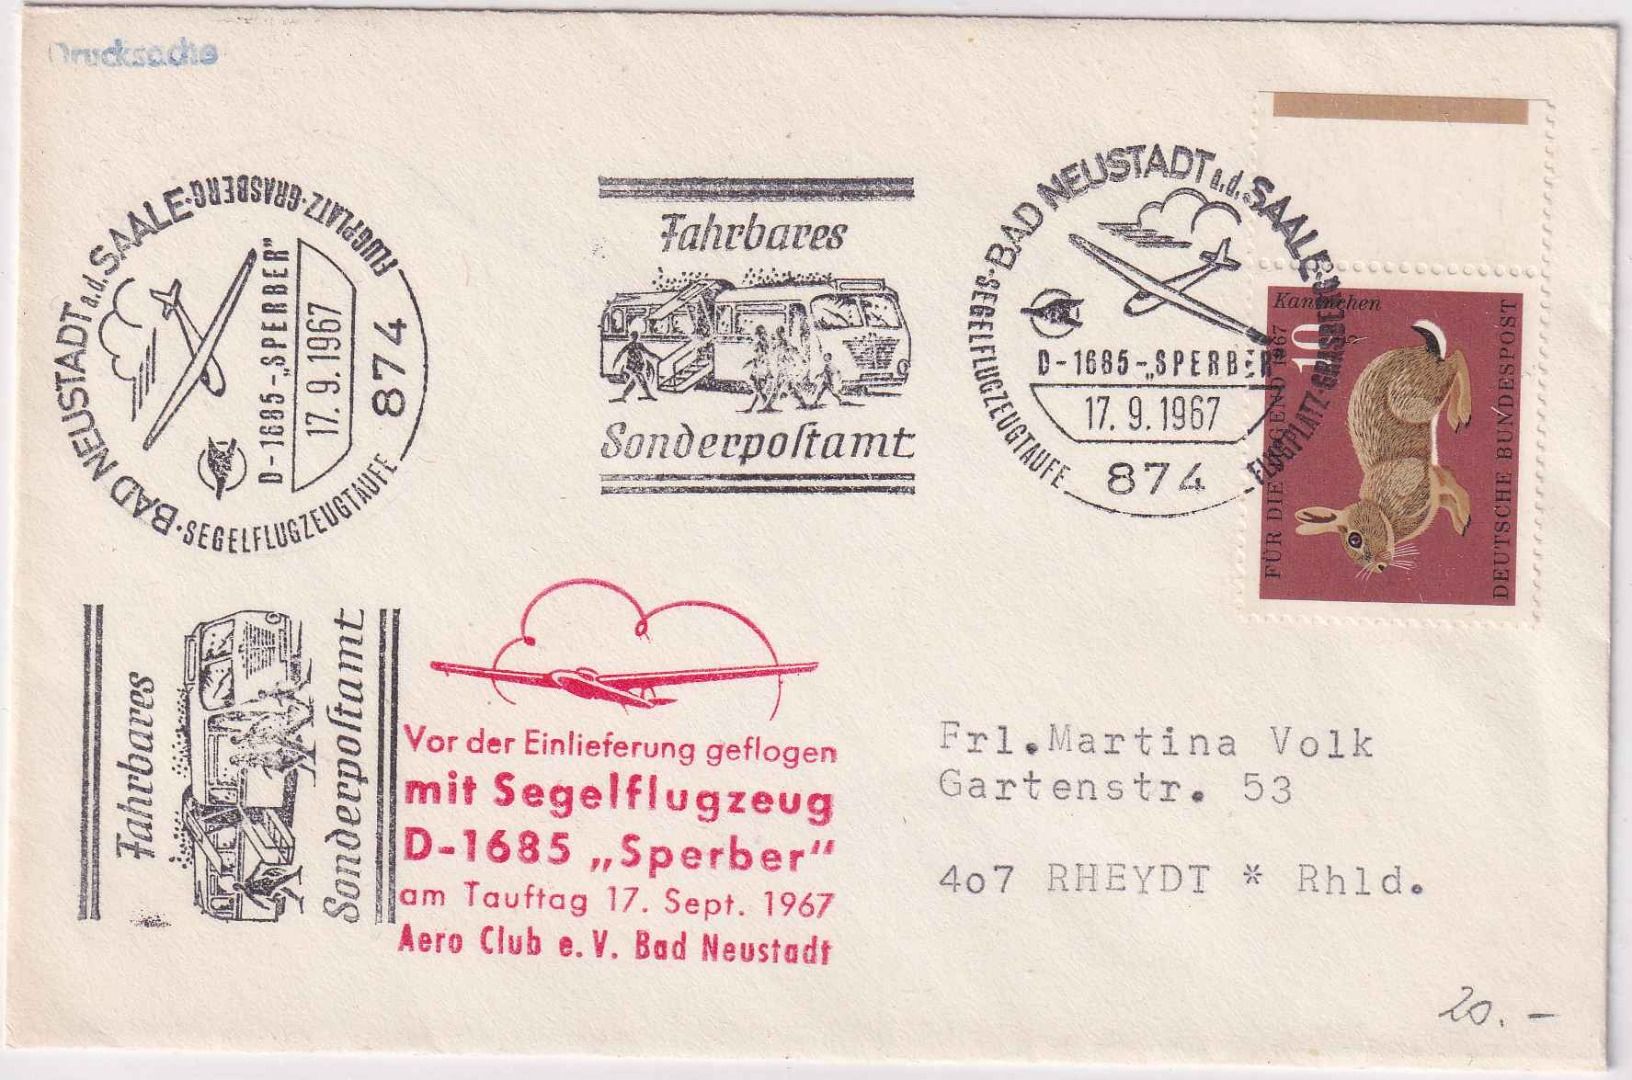 Drucksache
BAD NEUSTADT a.d. SAALE · FLUGPLATZ-GRASBERG
SEGELFLUGZEUGTAUFE
D-1685-„SPERBER"
17.9.1967
874
Fahrbares
Sonderpoſtamt
BAD NEUSTADT a.d. SAALE · FLUGPLATZ-GRASBERG
SEGELFLUGZEUGTAUFE
D-1685-„SPERBER
17.9.1967
874
Kaninchen
10
FÜR DIE JUGEND 1967
DEUTSCHE BUNDESPOST
Fahrbares
Sonderpoſtamt
Vor der Einlieferung geflogen
mit Segelflugzeug
D-1685 „Sperber"
am Tauftag 17. Sept. 1967
Aero Club e.V. Bad Neustadt
Frl.Martina Volk
Gartenstr. 53
4o7 RHEYDT * Rhld.
20.-